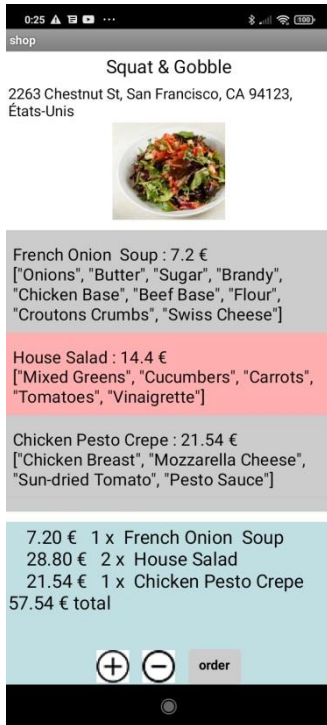 0:25
100
shop
Squat & Gobble
2263 Chestnut St, San Francisco, CA 94123,
États-Unis
French Onion  Soup : 7.2 €
["Onions", "Butter", "Sugar", "Brandy",
"Chicken Base", "Beef Base", "Flour",
"Croutons Crumbs", "Swiss Cheese"]
House Salad : 14.4 €
["Mixed Greens", "Cucumbers", "Carrots",
"Tomatoes", "Vinaigrette"]
Chicken Pesto Crepe : 21.54 €
["Chicken Breast", "Mozzarella Cheese",
"Sun-dried Tomato", "Pesto Sauce"]
7.20 €   1 x  French Onion  Soup
28.80 €   2 x  House Salad
21.54 €   1 x  Chicken Pesto Crepe
57.54 € total
order